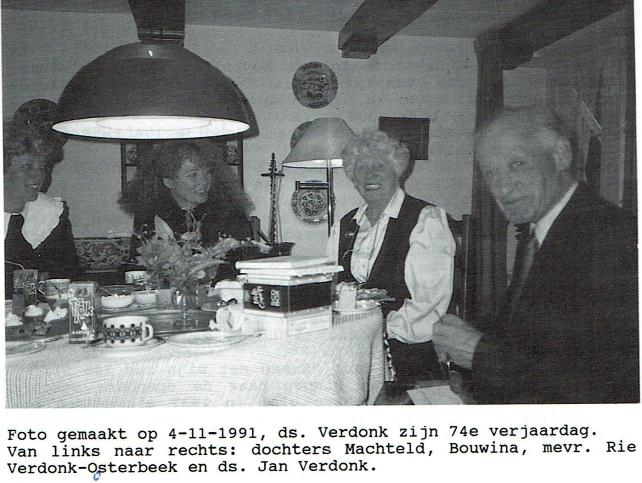 Foto gemaakt op 4-11-1991, ds. Verdonk zijn 74e verjaardag.
Van links naar rechts: dochters Machteld, Bouwina, mevr. Rie
Verdonk-Oosterbeek en ds. Jan Verdonk.